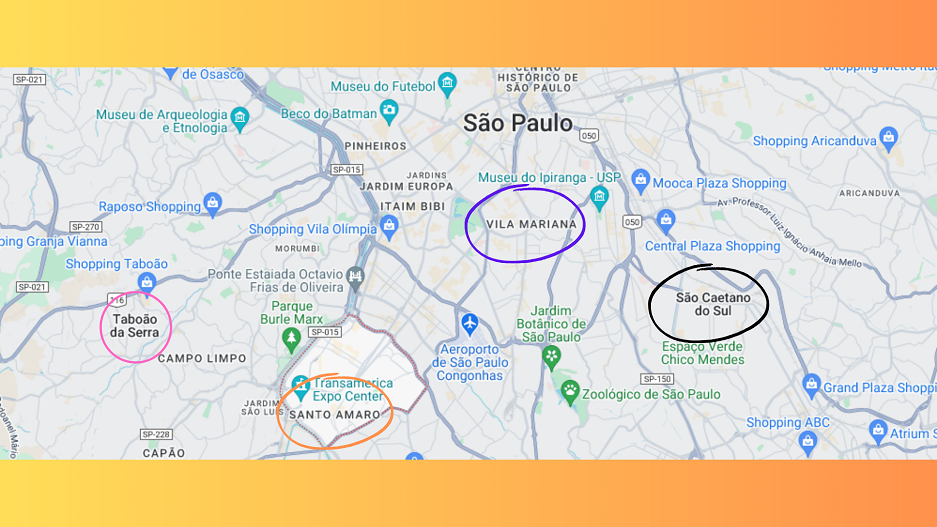 SP-021
de Osasco
Museu do Futebol
HISTÓRICO DE
SÃO PAULO
Museu de Arqueologia
e Etnologia
Beco do Batman
São Paulo
050
Shopping Aricanduva
PINHEIROS
SP-015
JARDINS
JARDIM EUROPA
Museu do Ipiranga - USP
Mooca Plaza Shopping
ARICANDUVA
Raposo Shopping
ITAIM BIBI
Av. Professor Luiz Ignácio Anhaia Mello
SP-270
Shopping Vila Olímpia
VILA MARIANA
050
ping Granja Vianna
MORUMBI
Central Plaza Shopping
Shopping Taboão
Ponte Estaiada Octavio
Frias de Oliveira
SP-021
116
São Caetano
do Sul
Taboão
da Serra
Parque
Burle Marx
SP-015
Jardim
Botânico de
São Paulo
Espaço Verde
Chico Mendes
CAMPO LIMPO
Aeroporto
de São Paulo
Congonhas
SP-150
Transamerica
Expo Center
Zoológico de São Paulo
Grand Plaza Shoppi
JARDIM
SÃO LUÍS
SANTO AMARO
Shopping ABC
Atrium S
SP-228
CAPÃO